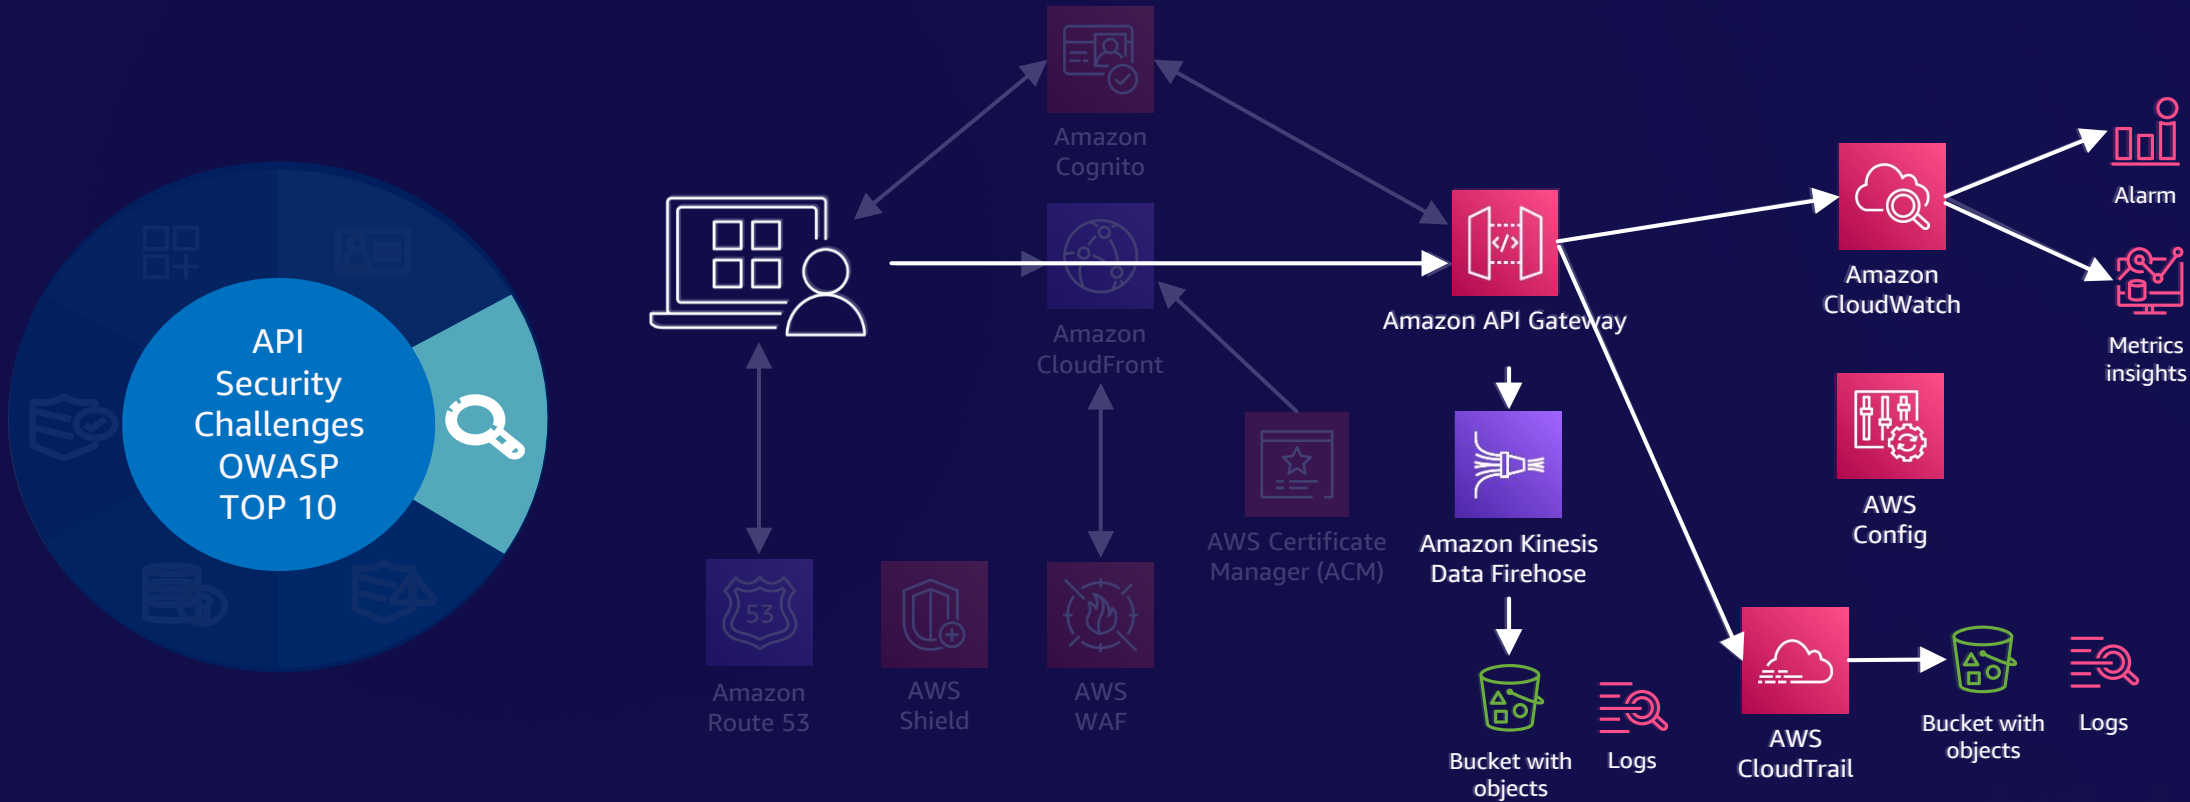 API
Security
Challenges
OWASP
TOP 10
Amazon
Cognito
Amazon
CloudFront
Amazon API Gateway
</>
Amazon
CloudWatch
Alarm
Metrics
insights
AWS
Config
AWS Certificate
Manager (ACM)
Amazon Kinesis
Data Firehose
53
Amazon
Route 53
AWS
Shield
AWS
WAF
Bucket with
objects
Logs
AWS
CloudTrail
Bucket with
objects
Logs